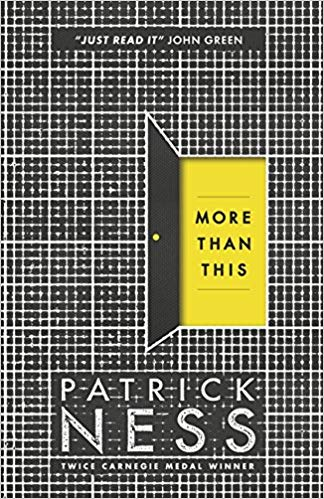 "JUST READ IT" JOHN GREEN
MORE
THAN
THIS
PATRICK
NESS
TWICE CARNEGIE MEDAL WINNER